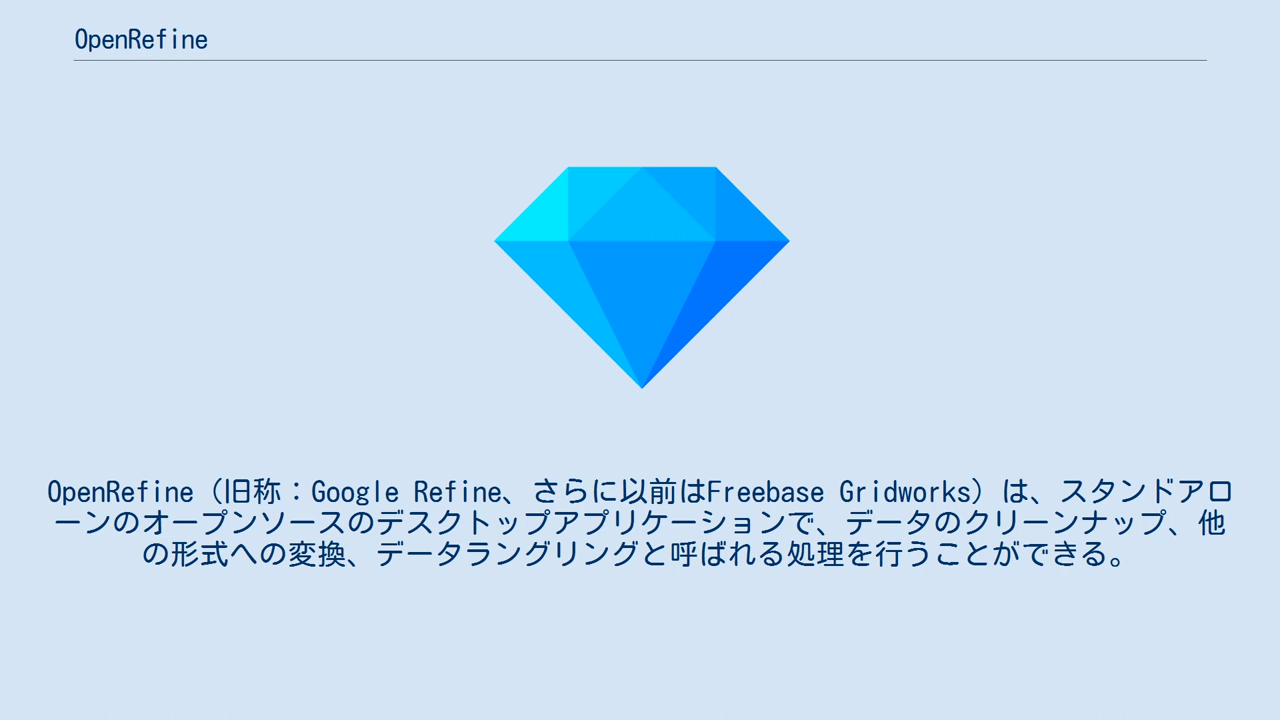 OpenRefine
OpenRefine（旧称：Google Refine、さらに以前はFreebase Gridworks）は、スタンドアロ
ーンのオープンソースのデスクトップアプリケーションで、データのクリーンナップ、他
の形式への変換、データラングリングと呼ばれる処理を行うことができる。